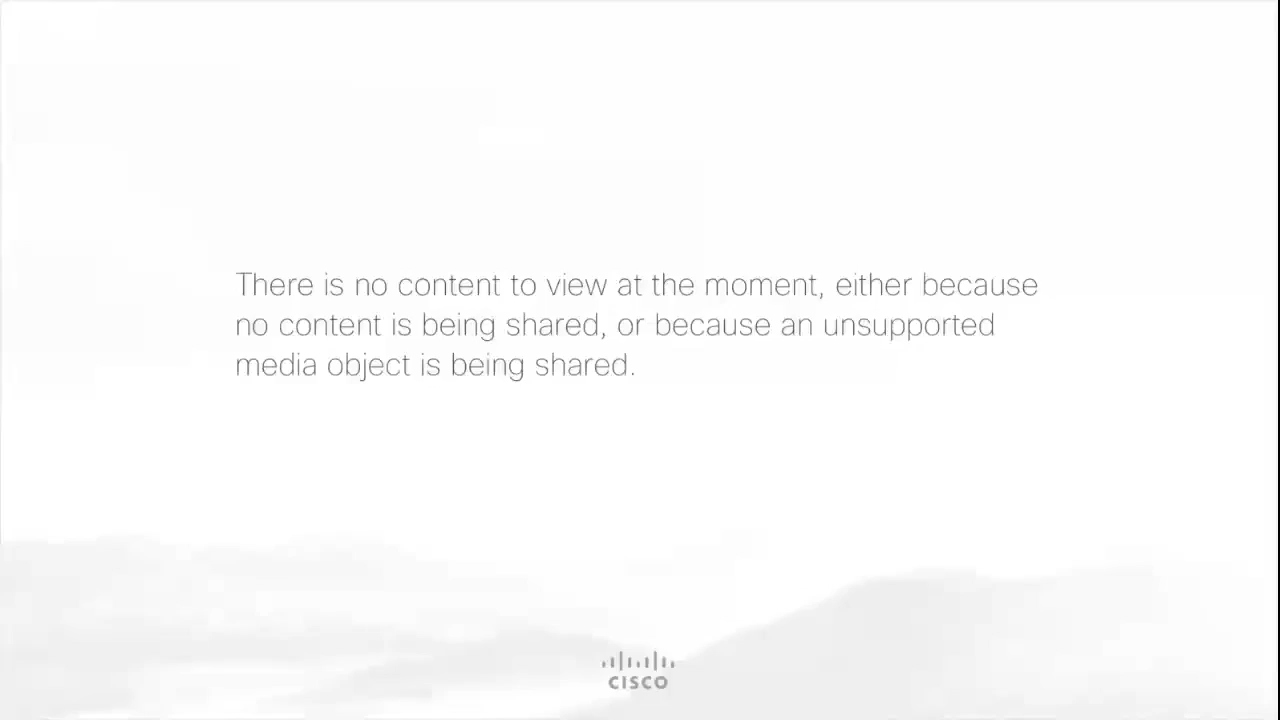 There is no content to view at the moment, either because
no content is being shared, or because an unsupported
media object is being shared.
CISCO